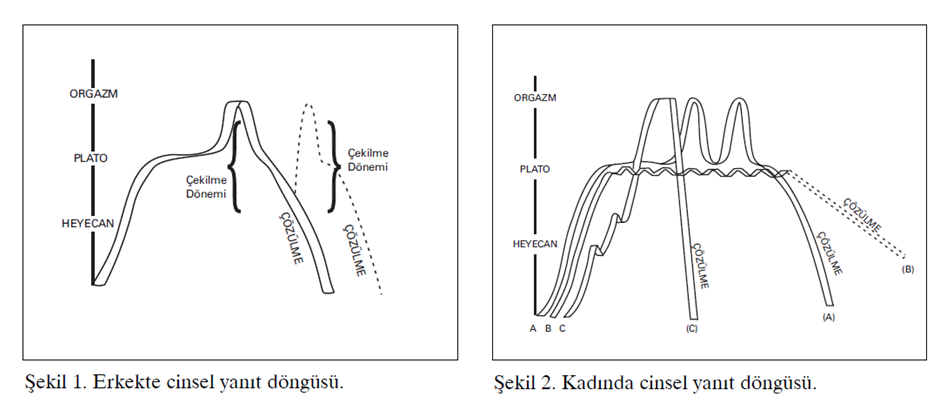 ORGAZM
PLATO
HEYECAN
Çekilme
Dönemi
Çekilme
Dönemi
ÇÖZÜLME
ÇÖZÜLME
Şekil 1. Erkekte cinsel yanıt döngüsü.
ORGAZM
PLATO
HEYECAN
A B C
ÇÖZÜLME
(C)
ÇÖZÜLME
(A)
ÇÖZÜLME
(B)
Şekil 2. Kadında cinsel yanıt döngüsü.